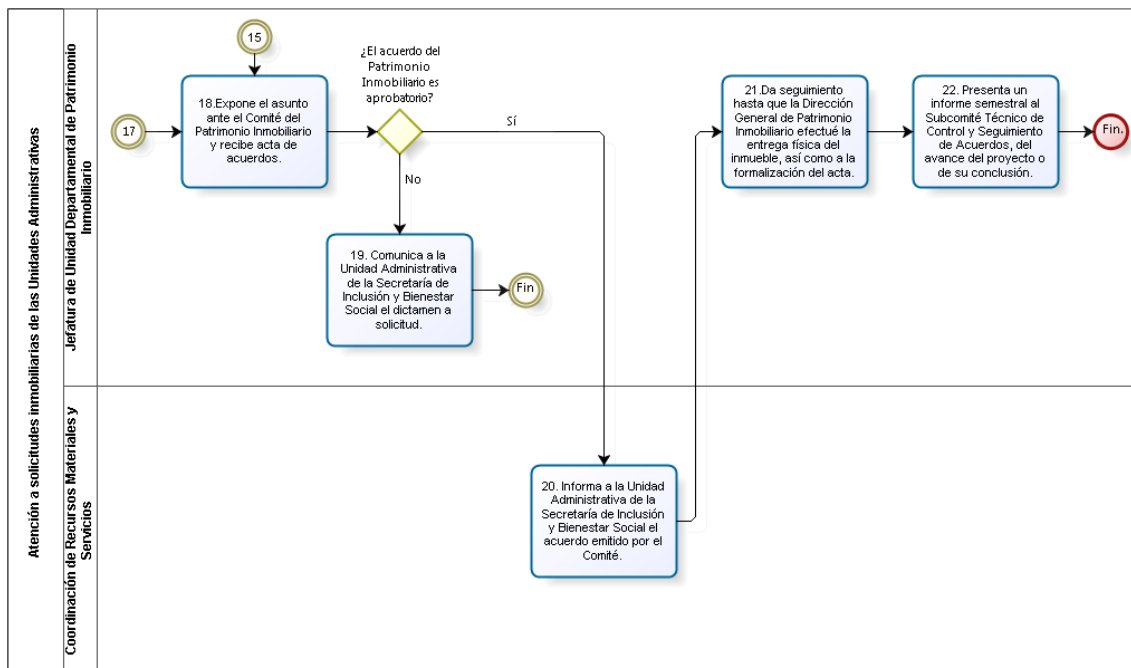 Atención a solicitudes inmobiliarias de las Unidades Administrativas
Jefatura de Unidad Departamental de Patrimonio
Inmobiliario
15
17
18.Expone el asunto
ante el Comité del
Patrimonio Inmobiliario
y recibe acta de
acuerdos.
¿El acuerdo del
Patrimonio
Inmobiliario es
aprobatorio?
Sí
No
19. Comunica a la
Unidad Administrativa
de la Secretaría de
Inclusión y Bienestar
Social el dictamen a
solicitud.
Fin
21.Da seguimiento
hasta que la Dirección
General de Patrimonio
Inmobiliario efectué la
entrega física del
inmueble, así como a la
formalización del acta.
22. Presenta un
informe semestral al
Subcomité Técnico de
Control y Seguimiento
de Acuerdos, del
avance del proyecto o
de su conclusión.
Fin.
Coordinación de Recursos Materiales y
Servicios
20. Informa a la Unidad
Administrativa de la
Secretaría de Inclusión
y Bienestar Social el
acuerdo emitido por el
Comité.